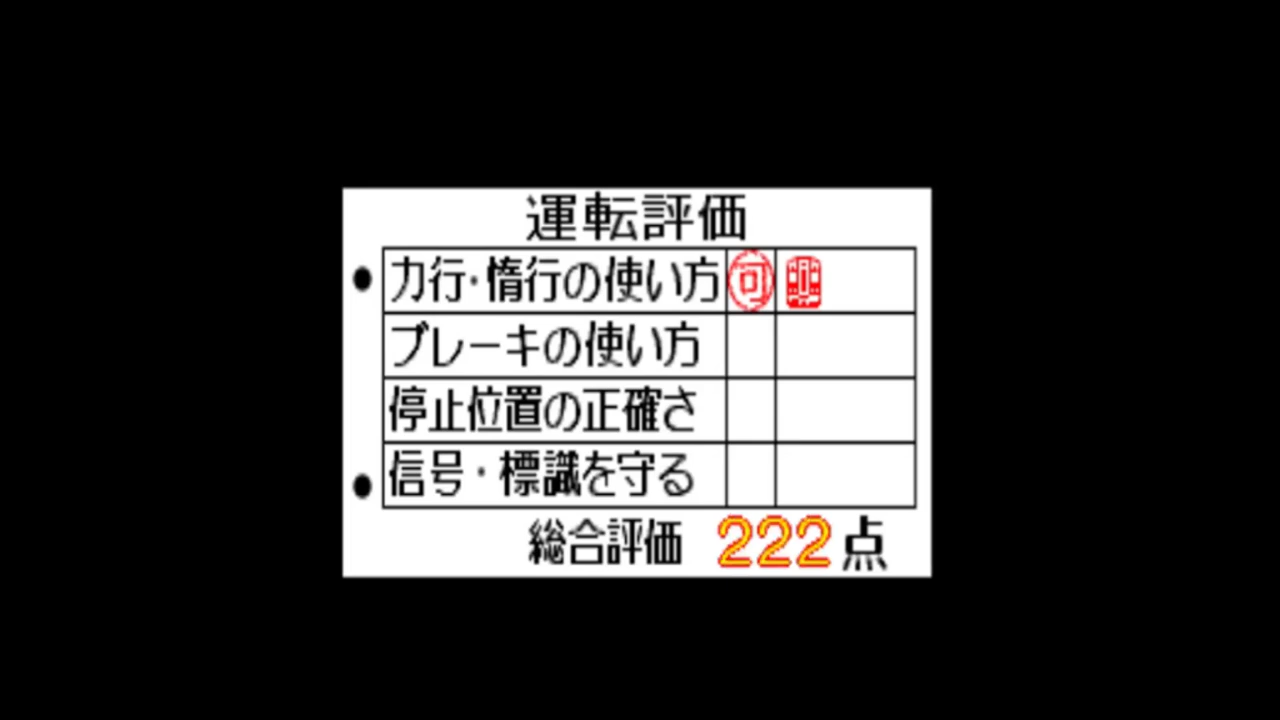 運転評価
力行・惰行の使い方 可
ブレーキの使い方
停止位置の正確さ
信号・標識を守る
総合評価 222点